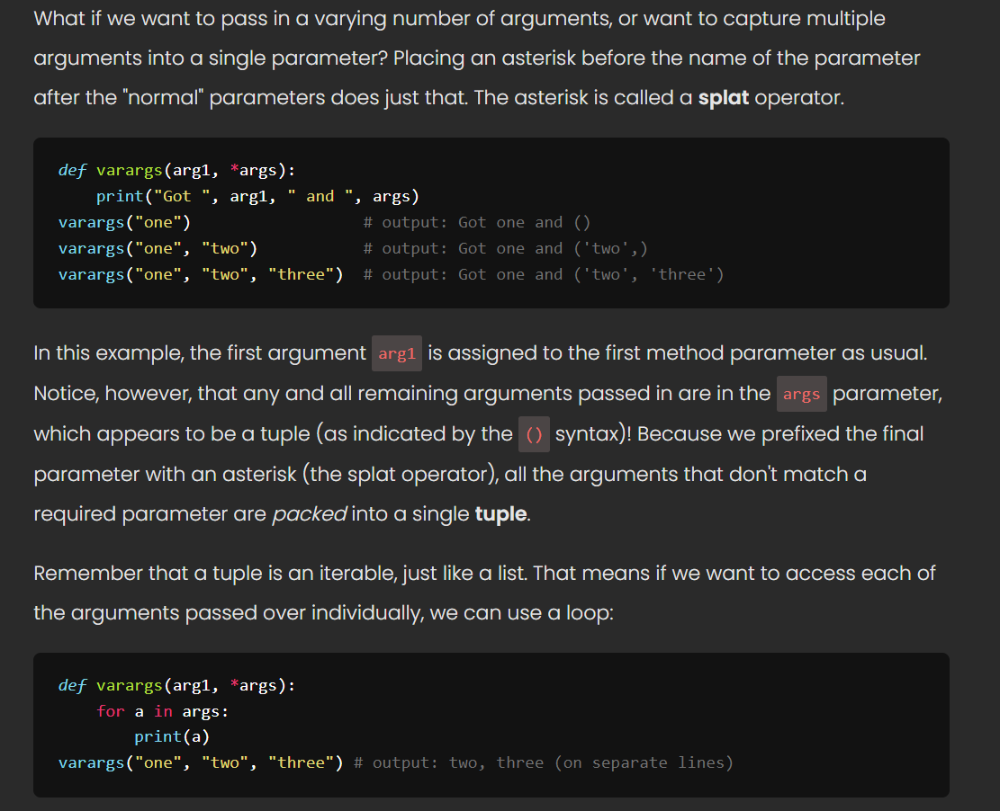 What if we want to pass in a varying number of arguments, or want to capture multiple
arguments into a single parameter? Placing an asterisk before the name of the parameter
after the "normal" parameters does just that. The asterisk is called a splat operator.
def varargs(arg1, *args):
    print("Got ", arg1, " and ", args)
varargs("one")                  # output: Got one and ()
varargs("one", "two")           # output: Got one and ('two',)
varargs("one", "two", "three")  # output: Got one and ('two', 'three')
In this example, the first argument arg1 is assigned to the first method parameter as usual.
Notice, however, that any and all remaining arguments passed in are in the args parameter,
which appears to be a tuple (as indicated by the () syntax)! Because we prefixed the final
parameter with an asterisk (the splat operator), all the arguments that don't match a
required parameter are packed into a single tuple.
Remember that a tuple is an iterable, just like a list. That means if we want to access each of
the arguments passed over individually, we can use a loop:
def varargs(arg1, *args):
    for a in args:
        print(a)
varargs("one", "two", "three") # output: two, three (on separate lines)